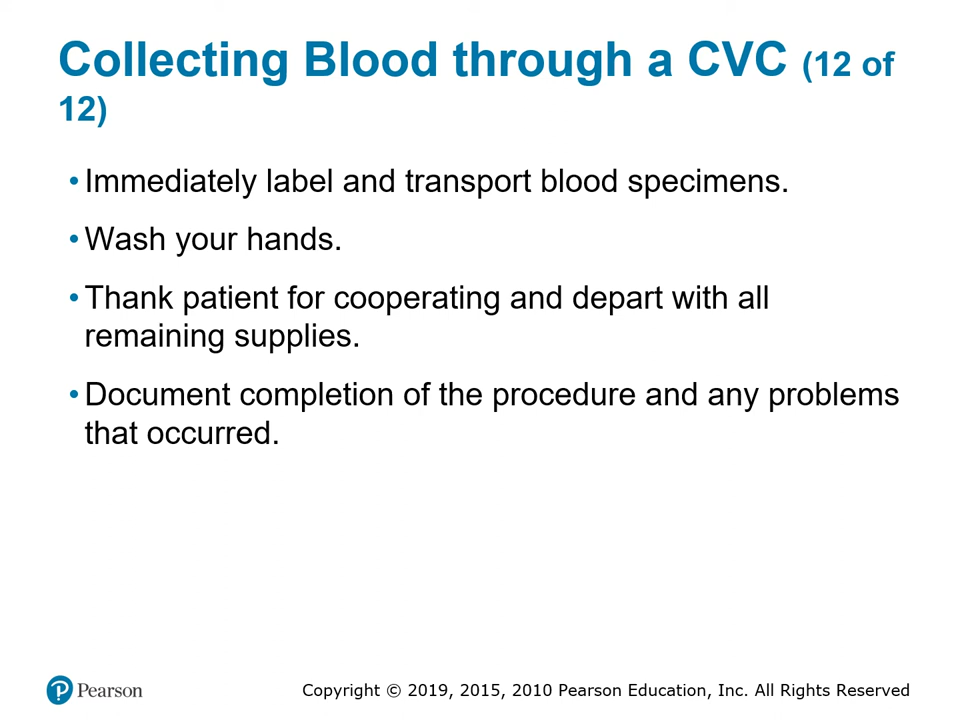 Collecting Blood through a CVC (12 of
12)
• Immediately label and transport blood specimens.
• Wash your hands.
• Thank patient for cooperating and depart with all
remaining supplies.
• Document completion of the procedure and any problems
that occurred.
Pearson
Copyright © 2019, 2015, 2010 Pearson Education, Inc. All Rights Reserved